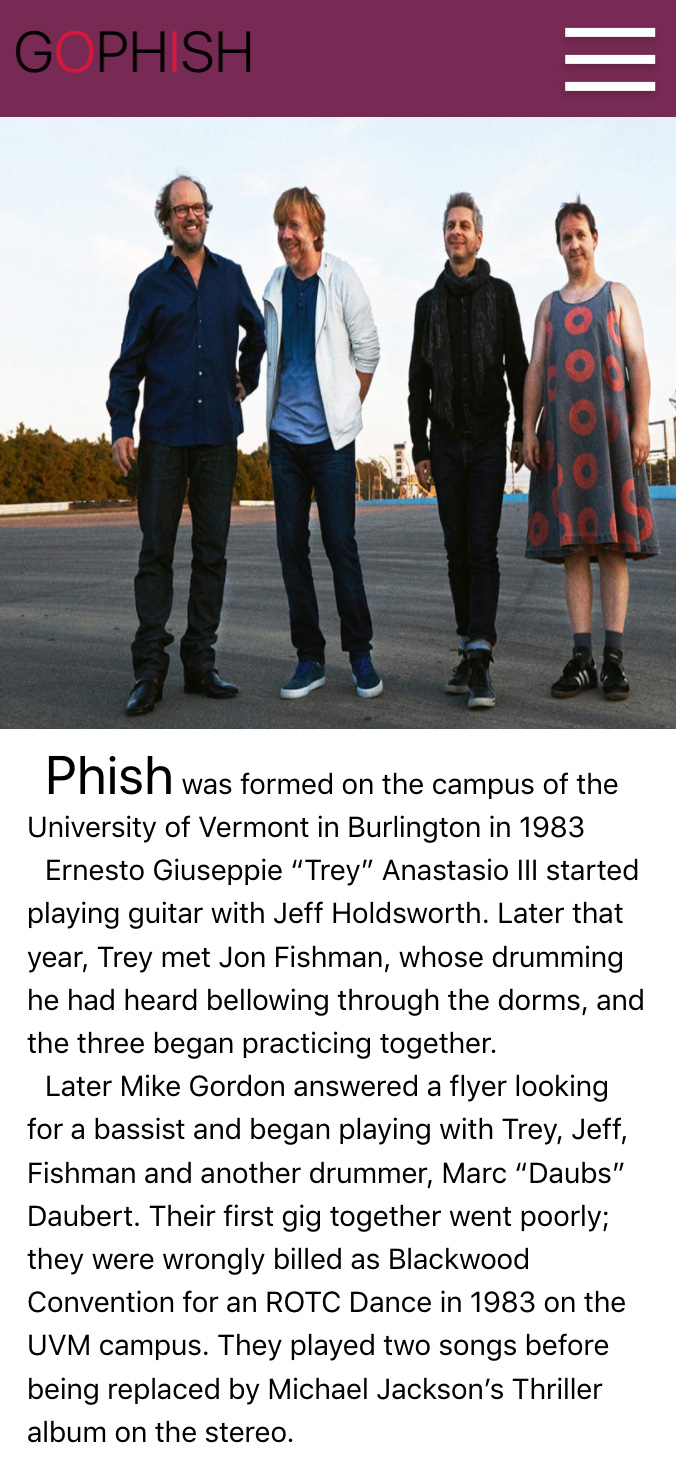 GOPHISH
Phish was formed on the campus of the
University of Vermont in Burlington in 1983
Ernesto Giuseppie “Trey” Anastasio III started
playing guitar with Jeff Holdsworth. Later that
year, Trey met Jon Fishman, whose drumming
he had heard bellowing through the dorms, and
the three began practicing together.
Later Mike Gordon answered a flyer looking
for a bassist and began playing with Trey, Jeff,
Fishman and another drummer, Marc “Daubs”
Daubert. Their first gig together went poorly;
they were wrongly billed as Blackwood
Convention for an ROTC Dance in 1983 on the
UVM campus. They played two songs before
being replaced by Michael Jackson’s Thriller
album on the stereo.